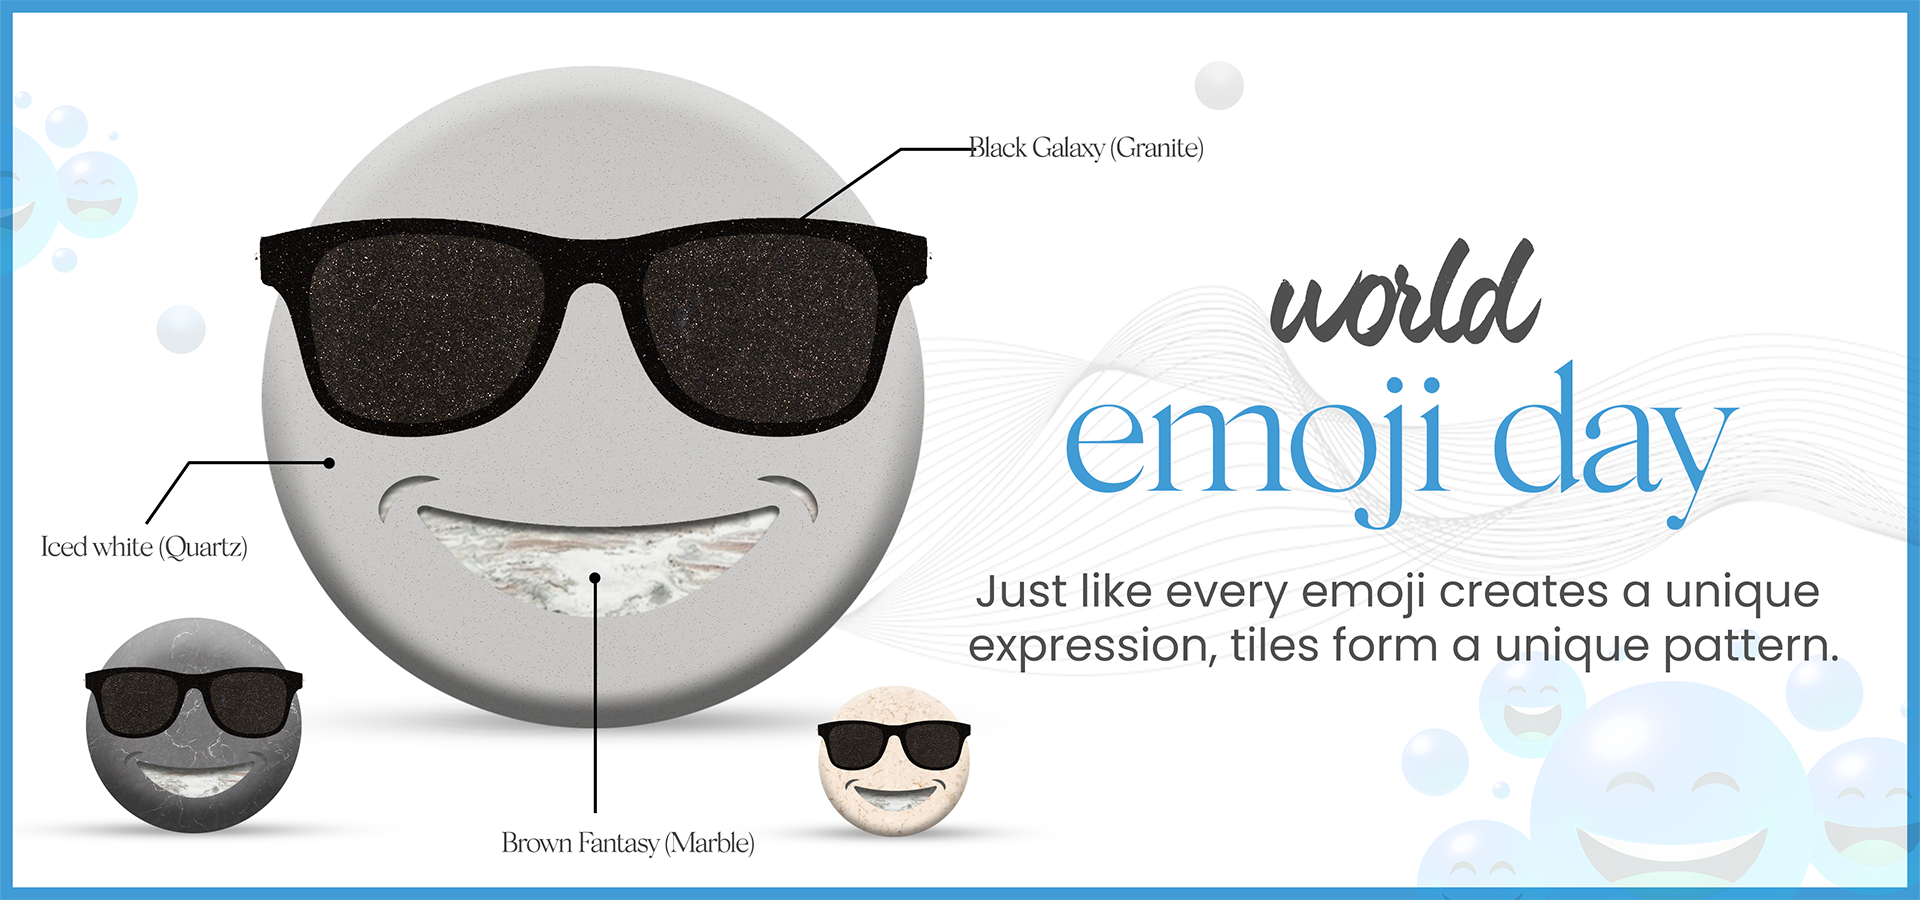 Black Galaxy (Granite)
Iced white (Quartz)
Brown Fantasy (Marble)
world
emoji day
Just like every emoji creates a unique
expression, tiles form a unique pattern.